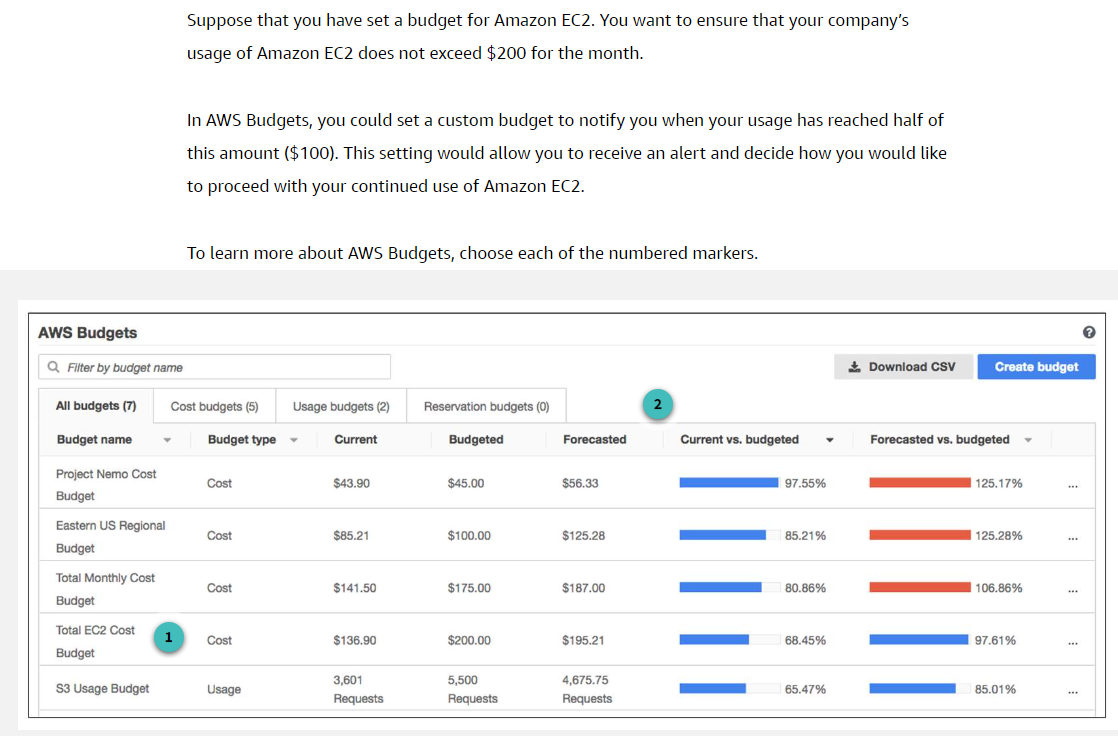 Suppose that you have set a budget for Amazon EC2. You want to ensure that your company’s
usage of Amazon EC2 does not exceed $200 for the month.
In AWS Budgets, you could set a custom budget to notify you when your usage has reached half of
this amount ($100). This setting would allow you to receive an alert and decide how you would like
to proceed with your continued use of Amazon EC2.
To learn more about AWS Budgets, choose each of the numbered markers.
AWS Budgets ?
Filter by budget name Download CSV Create budget
All budgets (7) Cost budgets (5) Usage budgets (2) Reservation budgets (0) 2
Budget name Budget type Current Budgeted Forecasted Current vs. budgeted Forecasted vs. budgeted
Project Nemo Cost
Budget Cost $43.90 $45.00 $56.33 97.55% 125.17% ...
Eastern US Regional
Budget Cost $85.21 $100.00 $125.28 85.21% 125.28% ...
Total Monthly Cost
Budget Cost $141.50 $175.00 $187.00 80.86% 106.86% ...
Total EC2 Cost
Budget 1 Cost $136.90 $200.00 $195.21 68.45% 97.61% ...
S3 Usage Budget Usage 3,601 5,500 4,675.75 65.47% 85.01% ...
Requests Requests Requests